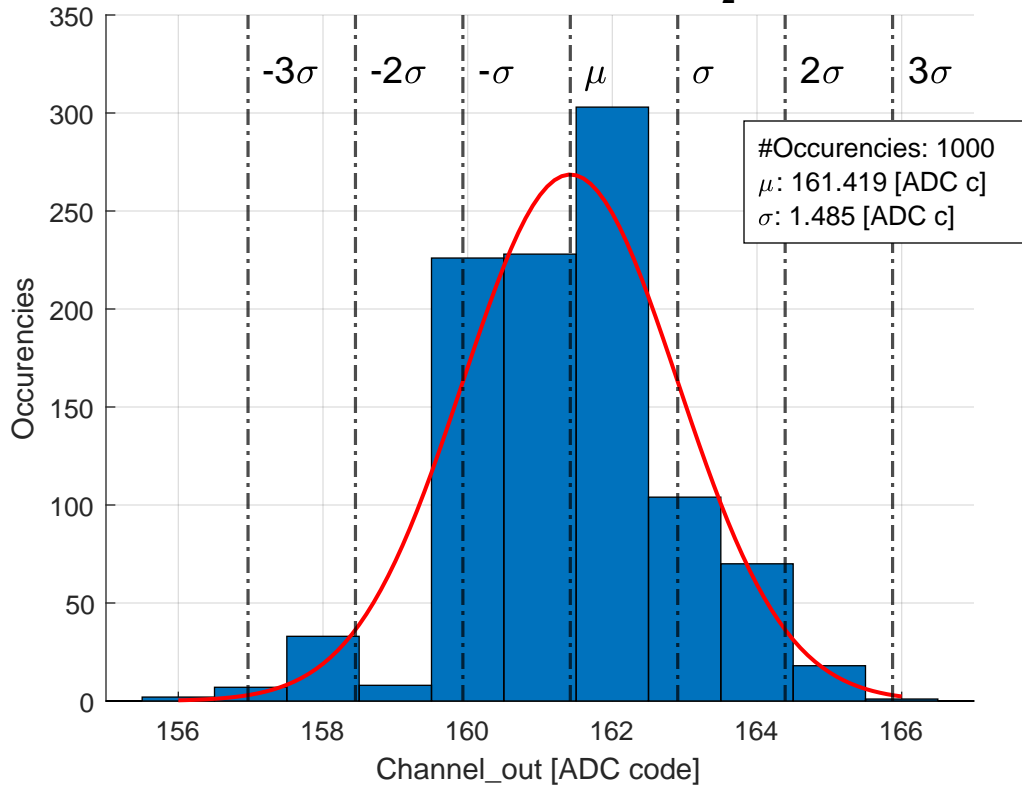 350
300
250
200
150
100
50
0
-3σ -2σ -σ μ σ 2σ 3σ
#Occurencies: 1000
μ: 161.419 [ADC c]
σ: 1.485 [ADC c]
Occurencies
156 158 160 162 164 166
Channel_out [ADC code]